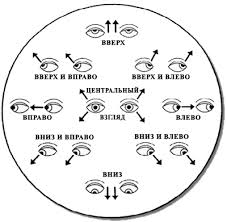 ВВЕРХ
ВВЕРХ И ВПРАВО
ВВЕРХ И ВЛЕВО
ЦЕНТРАЛЬНЫЙ
ВЗГЛЯД
ВПРАВО
ВЛЕВО
ВНИЗ И ВПРАВО
ВНИЗ И ВЛЕВО
ВНИЗ